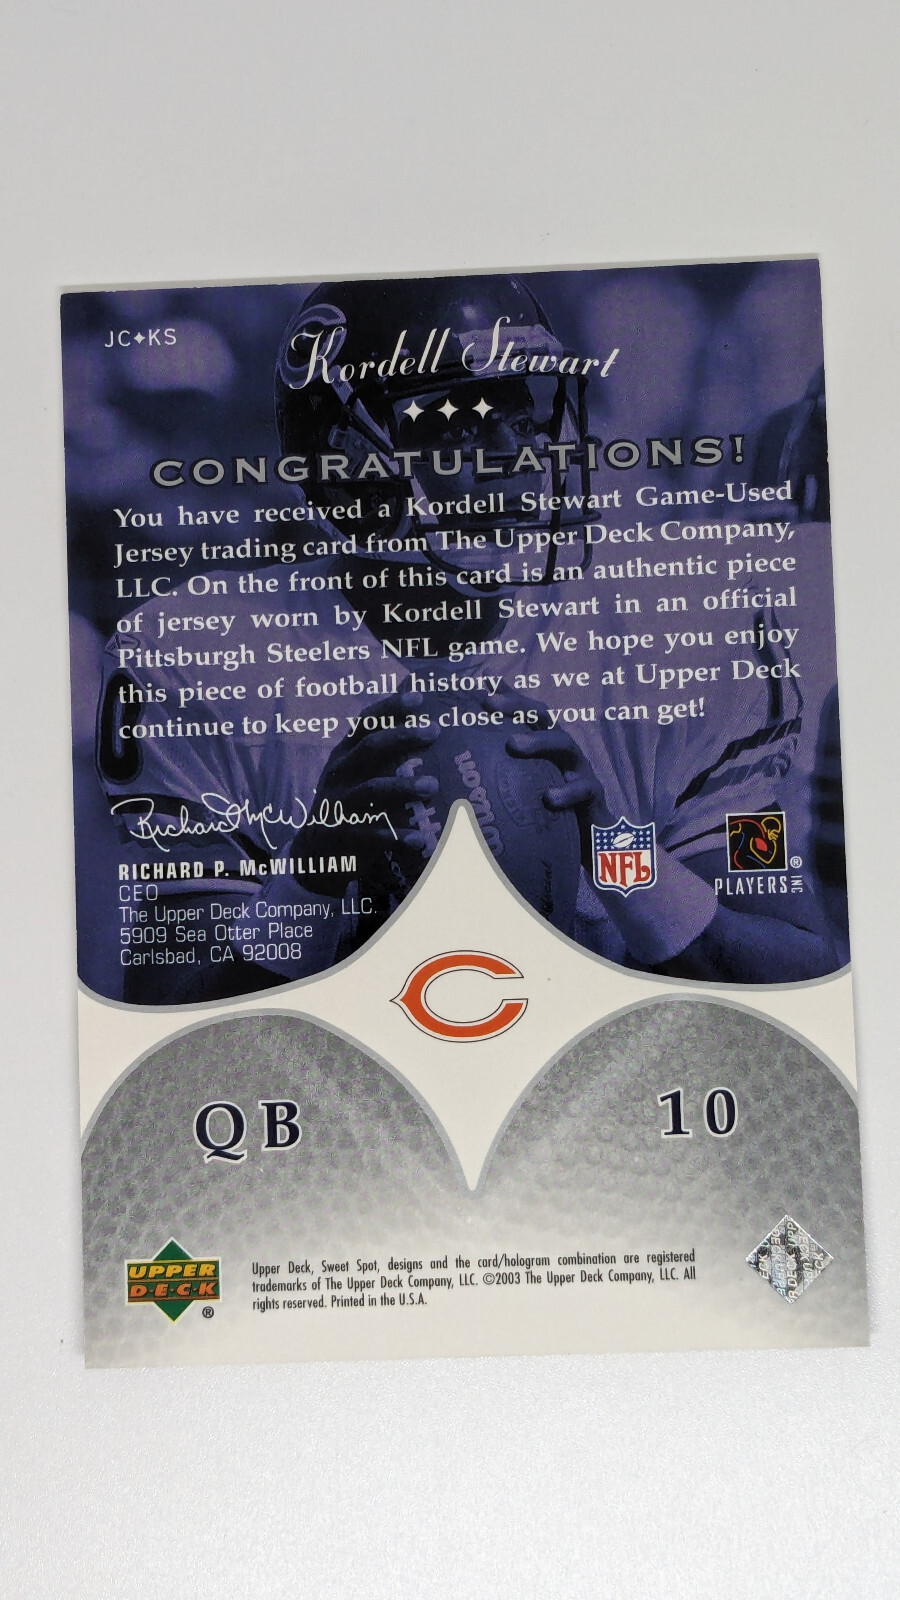 JC✦KS
Kordell Stewart
CONGRATULATIONS!
You have received a Kordell Stewart Game-Used
Jersey trading card from The Upper Deck Company,
LLC. On the front of this card is an authentic piece
of jersey worn by Kordell Stewart in an official
Pittsburgh Steelers NFL game. We hope you enjoy
this piece of football history as we at Upper Deck
continue to keep you as close as you can get!
Richard McWilliam
RICHARD P. McWILLIAM
CEO
The Upper Deck Company, LLC.
5909 Sea Otter Place
Carlsbad, CA 92008
NFL
PLAYERS INC ®
QB
10
UPPER
D·E·C·K
®
Upper Deck, Sweet Spot, designs and the card/hologram combination are registered
trademarks of The Upper Deck Company, LLC. ©2003 The Upper Deck Company, LLC. All
rights reserved. Printed in the U.S.A.